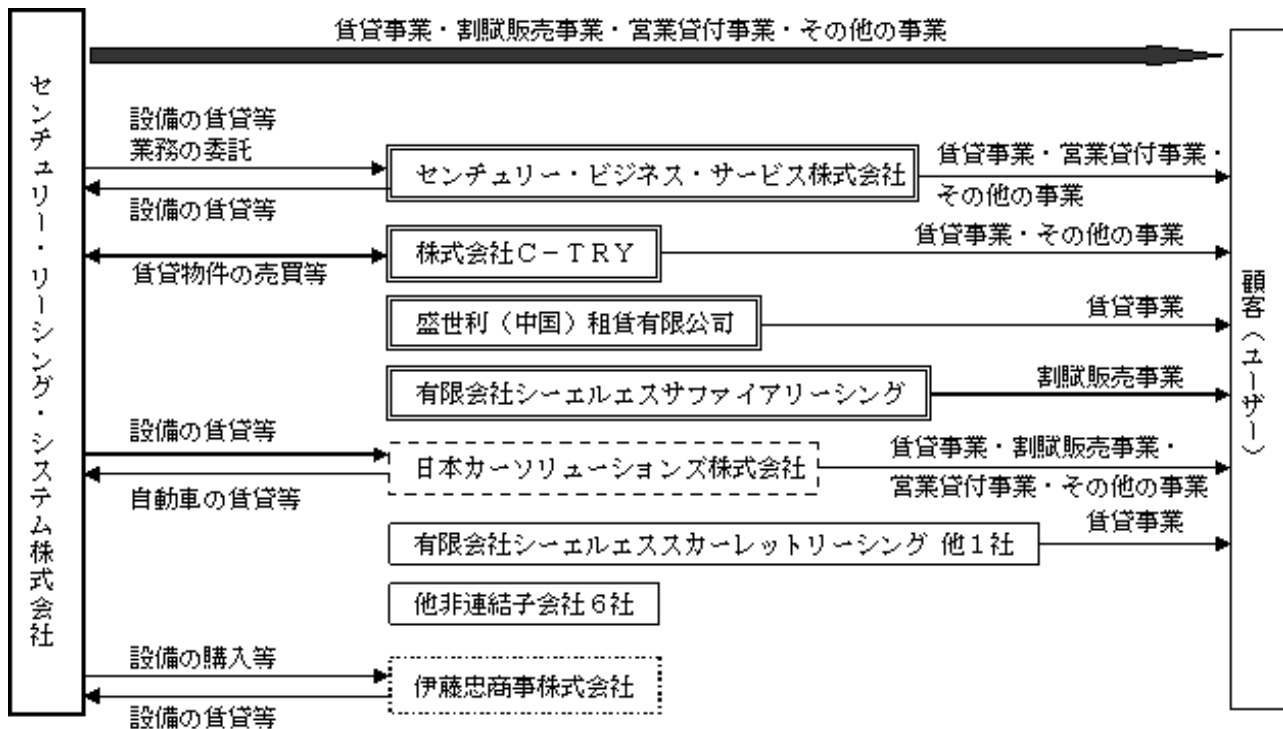 賃貸事業・割賦販売事業・営業貸付事業・その他の事業
センチュリー・リーシング・システム株式会社
顧客(ユーザー)
設備の賃貸等
業務の委託
センチュリー・ビジネス・サービス株式会社
賃貸事業・営業貸付事業・
その他の事業
設備の賃貸等
株式会社C-TRY
賃貸事業・その他の事業
賃貸物件の売買等
盛世利(中国)租賃有限公司
賃貸事業
有限会社シーエルエスサファイアリーシング
割賦販売事業
設備の賃貸等
日本カーソリューションズ株式会社
賃貸事業・割賦販売事業・
営業貸付事業・その他の事業
自動車の賃貸等
有限会社シーエルエススカーレットリーシング 他1社
賃貸事業
他非連結子会社6社
設備の購入等
伊藤忠商事株式会社
設備の賃貸等